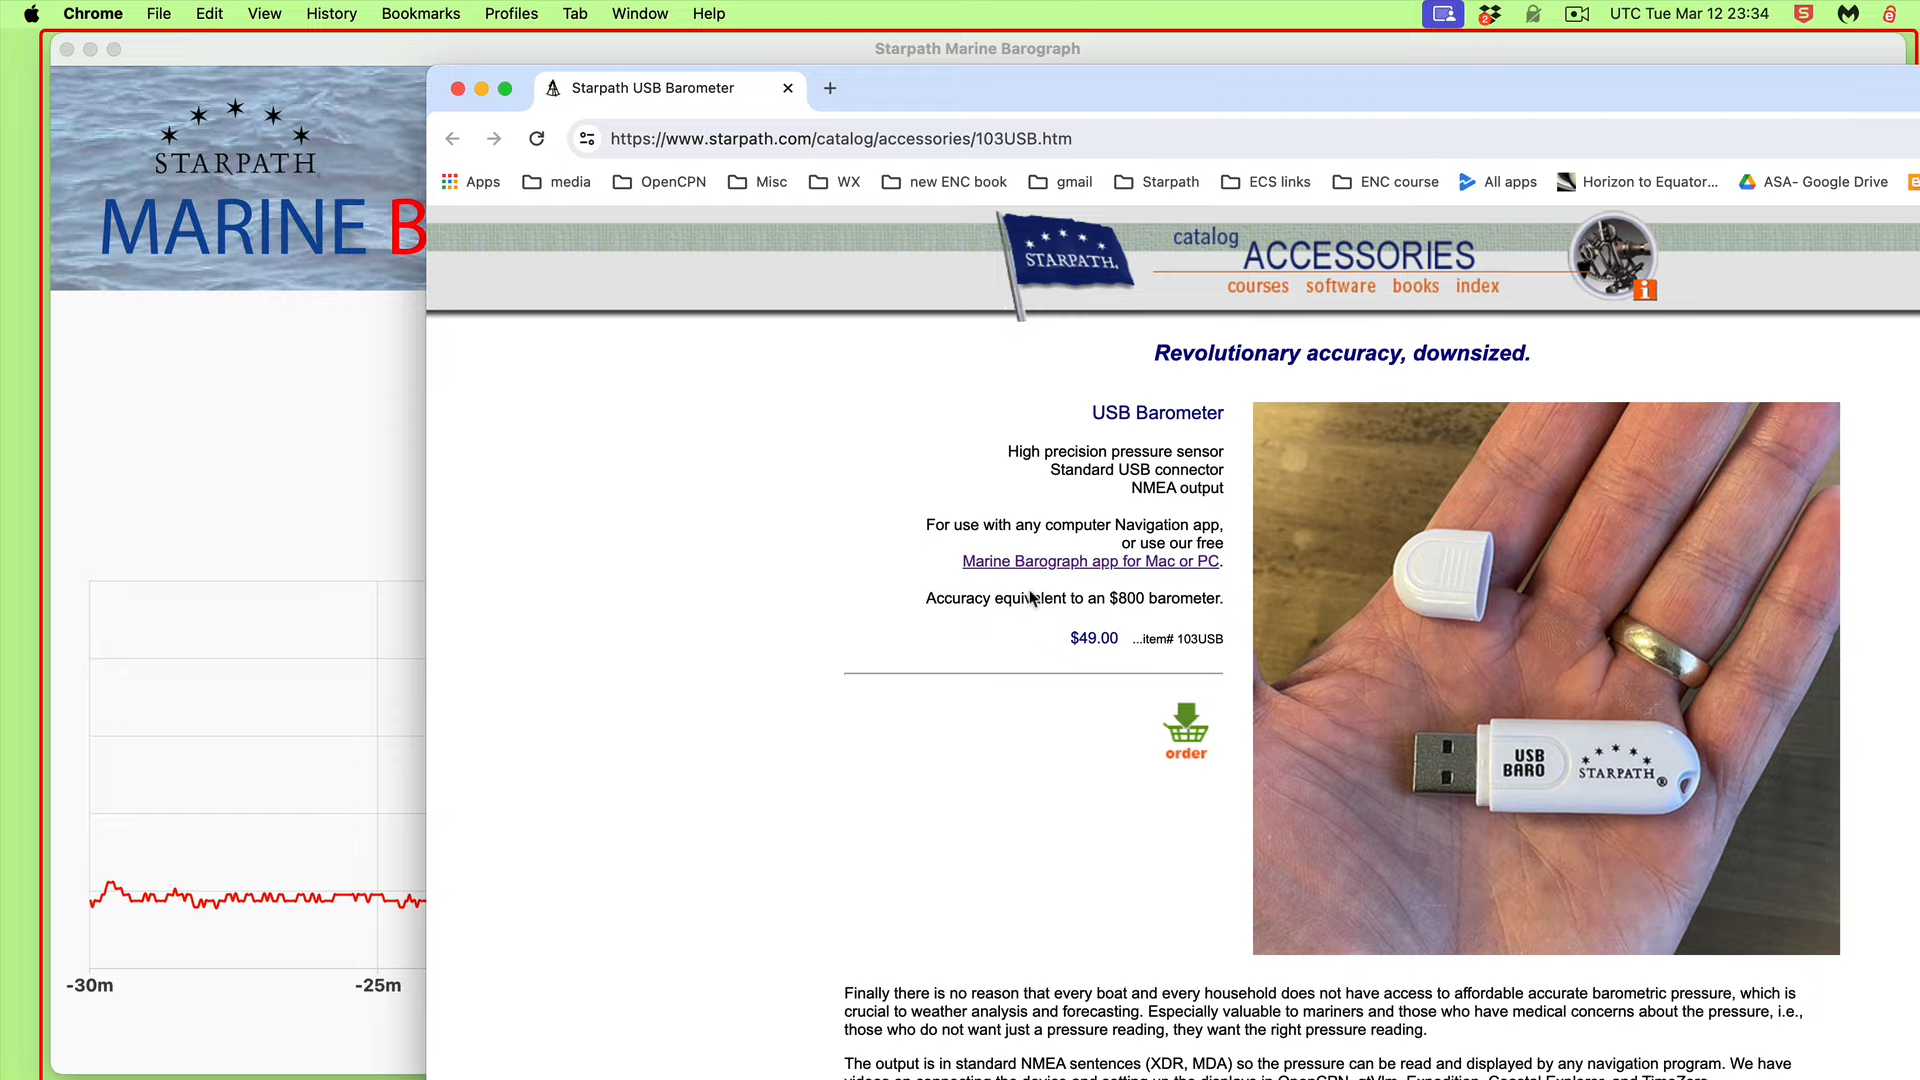 Chrome File Edit View History Bookmarks Profiles Tab Window Help
2
UTC Tue Mar 12 23:34
Starpath Marine Barograph
STARPATH
MARINE B
Starpath USB Barometer
https://www.starpath.com/catalog/accessories/103USB.htm
Apps media OpenCPN Misc WX new ENC book gmail Starpath ECS links ENC course All apps Horizon to Equator... ASA- Google Drive
STARPATH
catalog ACCESSORIES
courses software books index
Revolutionary accuracy, downsized.
USB Barometer
High precision pressure sensor
Standard USB connector
NMEA output
For use with any computer Navigation app,
or use our free
Marine Barograph app for Mac or PC.
Accuracy equivelent to an $800 barometer.
$49.00 ...item# 103USB
order
USB
BARO
STARPATH®
-30m -25m
Finally there is no reason that every boat and every household does not have access to affordable accurate barometric pressure, which is
crucial to weather analysis and forecasting. Especially valuable to mariners and those who have medical concerns about the pressure, i.e.,
those who do not want just a pressure reading, they want the right pressure reading.
The output is in standard NMEA sentences (XDR, MDA) so the pressure can be read and displayed by any navigation program. We have